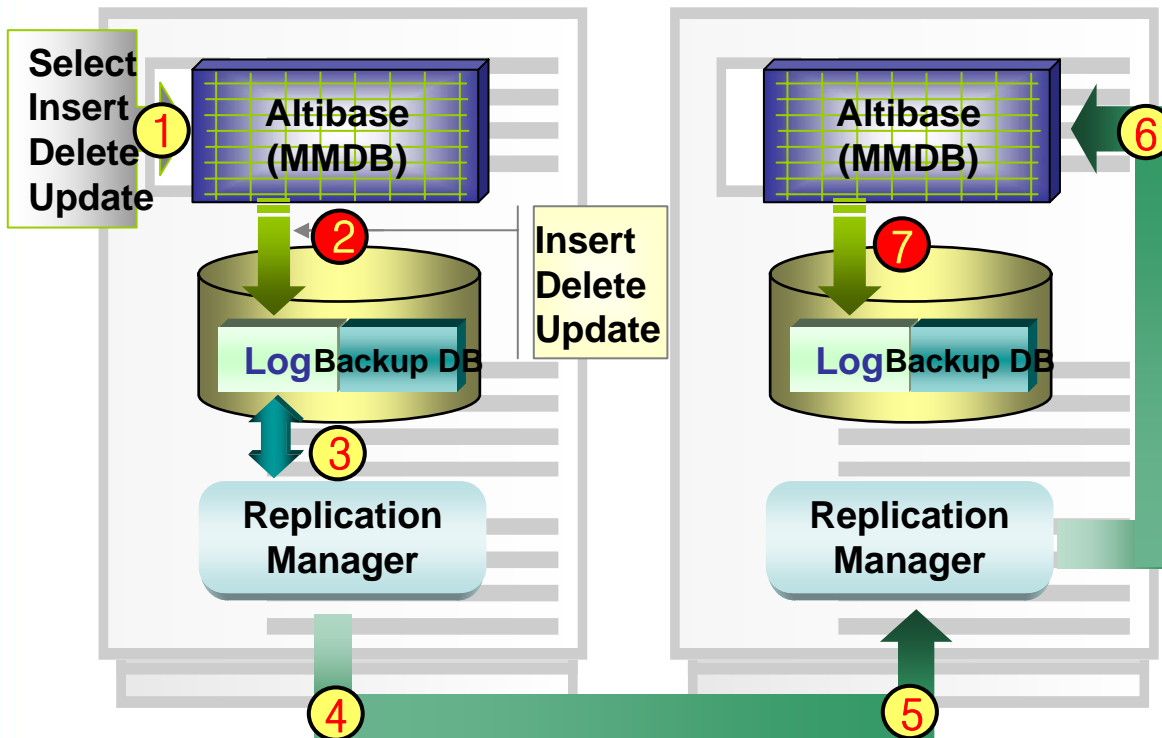 Select
Insert
Delete
Update
1
Altibase
(MMDB)
2
Insert
Delete
Update
Log
Backup DB
3
Replication
Manager
4
5
Altibase
(MMDB)
6
7
Log
Backup DB
Replication
Manager